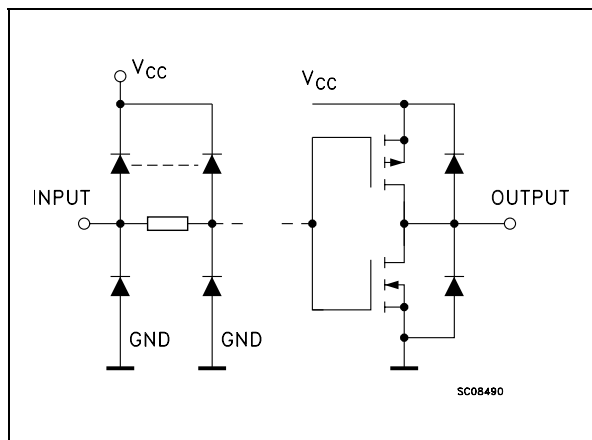 VCC
VCC
INPUT
OUTPUT
GND
GND
SC08490